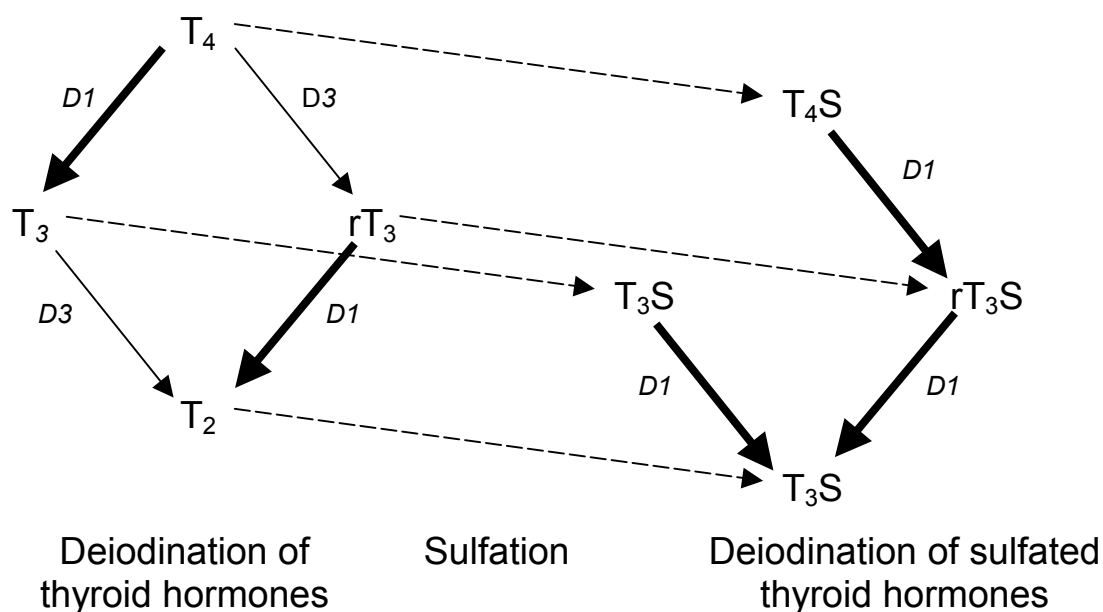 T₄
D1
D3
T₄S
D1
T₃
rT₃
D3
D1
T₃S
rT₃S
D1
D1
T₂
T₃S
Deiodination of
thyroid hormones
Sulfation
Deiodination of sulfated
thyroid hormones